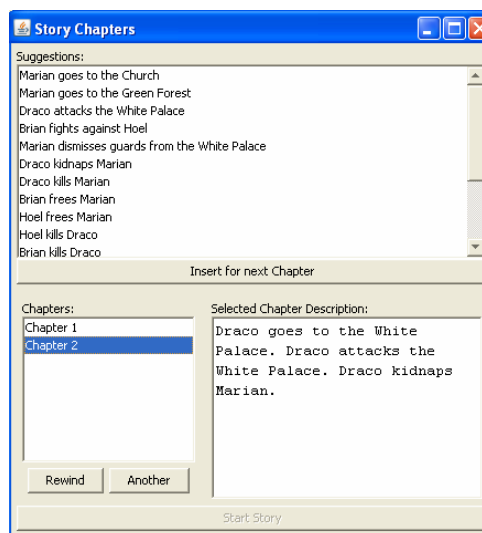 Story Chapters
Suggestions:
Marian goes to the Church
Marian goes to the Green Forest
Draco attacks the White Palace
Brian fights against Hoel
Marian dismisses guards from the White Palace
Draco kidnaps Marian
Draco kills Marian
Brian frees Marian
Hoel frees Marian
Hoel kills Draco
Brian kills Draco
Insert for next Chapter
Chapters:
Chapter 1
Chapter 2
Rewind
Another
Selected Chapter Description:
Draco goes to the White
Palace. Draco attacks the
White Palace. Draco kidnaps
Marian.
Start Story